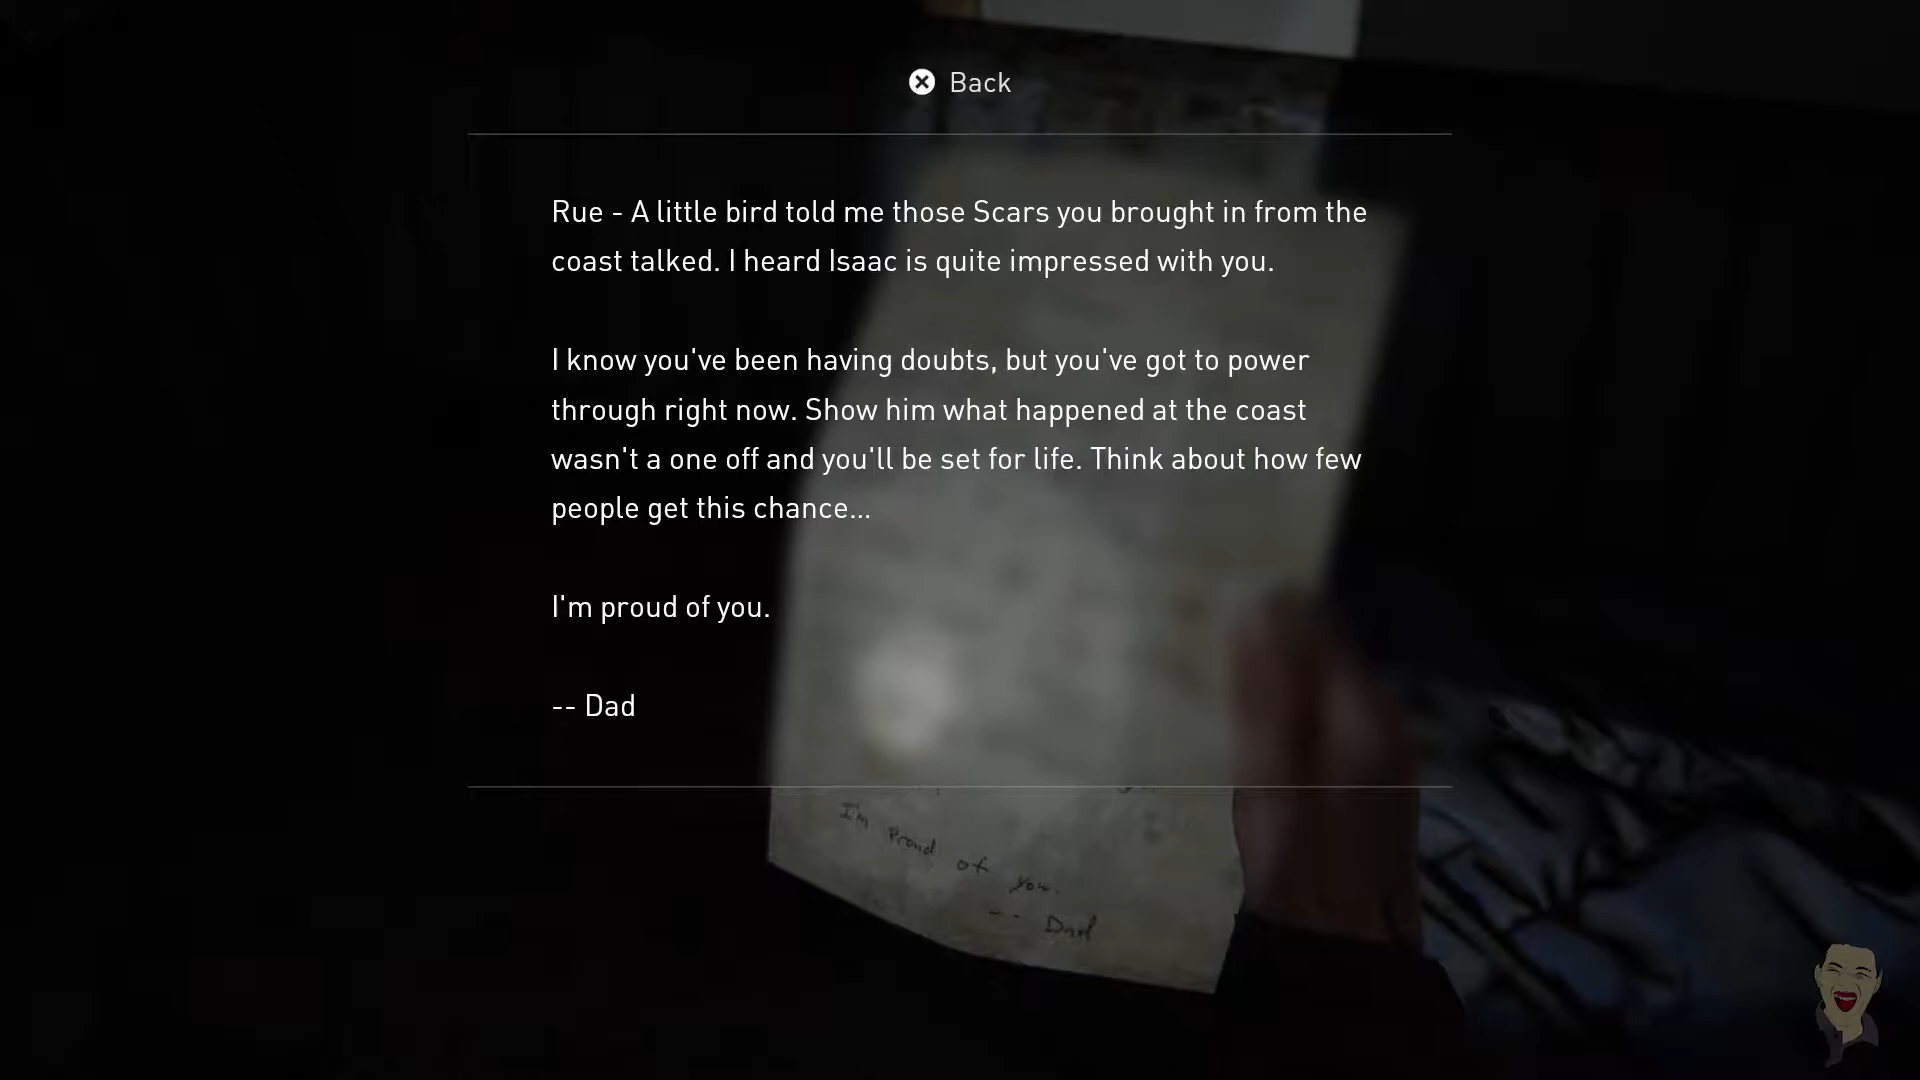 Back
Rue - A little bird told me those Scars you brought in from the
coast talked. I heard Isaac is quite impressed with you.
I know you've been having doubts, but you've got to power
through right now. Show him what happened at the coast
wasn't a one off and you'll be set for life. Think about how few
people get this chance...
I'm proud of you.
-- Dad
I'm Proud of you.
-- Dad